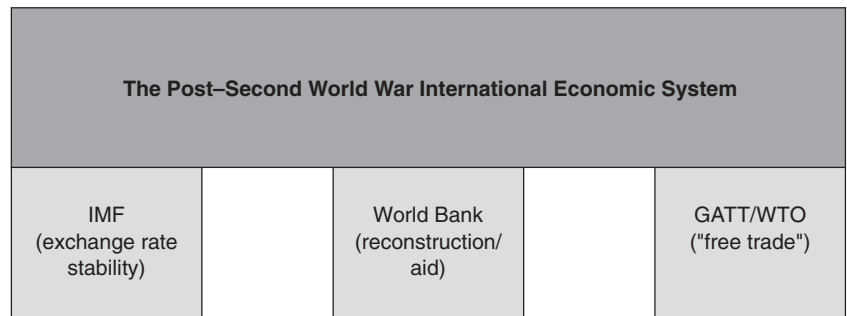 The Post–Second World War International Economic System
IMF
(exchange rate
stability)
World Bank
(reconstruction/
aid)
GATT/WTO
("free trade")